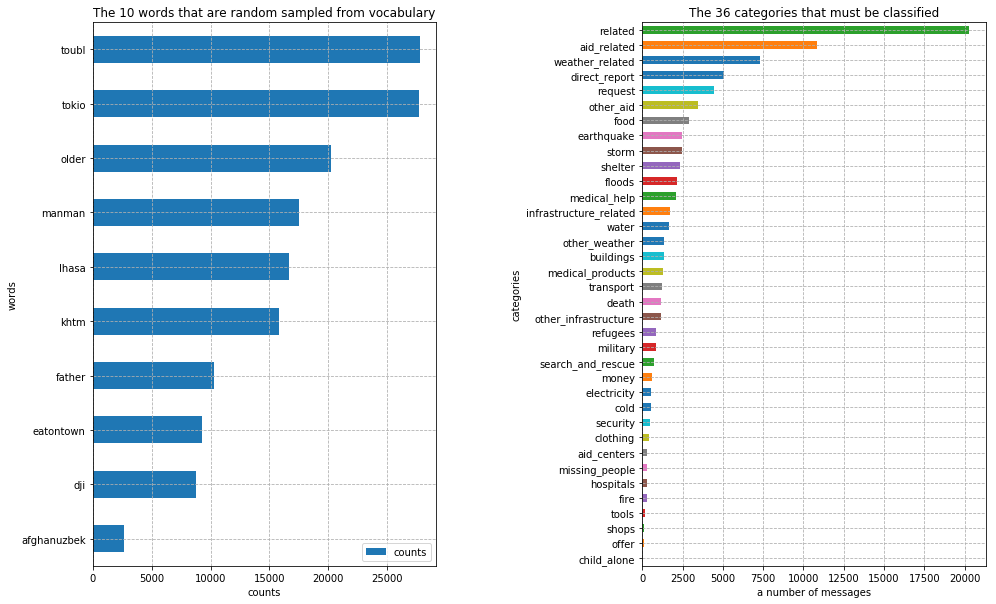 The 10 words that are random sampled from vocabulary
toubl
tokio
older
manman
lhasa
khtm
father
eatontown
dji
afghanuzbek
words
0 5000 10000 15000 20000 25000
counts
counts
The 36 categories that must be classified
related
aid_related
weather_related
direct_report
request
other_aid
food
earthquake
storm
shelter
floods
medical_help
infrastructure_related
water
other_weather
buildings
medical_products
transport
death
other_infrastructure
refugees
military
search_and_rescue
money
electricity
cold
security
clothing
aid_centers
missing_people
hospitals
fire
tools
shops
offer
child_alone
categories
0 2500 5000 7500 10000 12500 15000 17500 20000
a number of messages